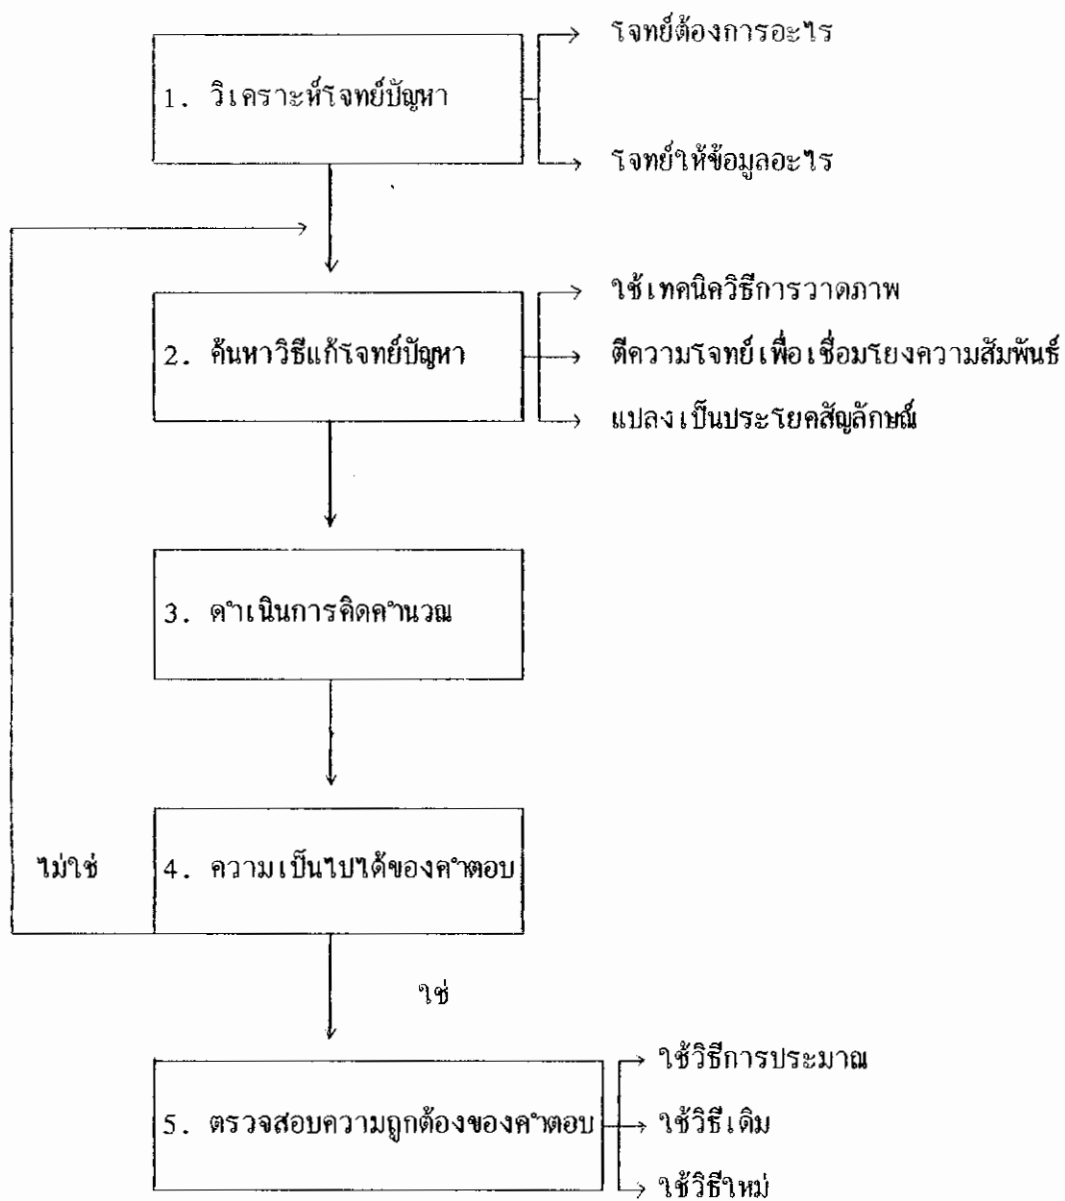 โจทย์ต้องการอะไร
1. วิเคราะห์โจทย์ปัญหา
โจทย์ให้ข้อมูลอะไร
ใช้เทคนิควิธีการวาดภาพ
2. ค้นหาวิธีแก้โจทย์ปัญหา
ตีความโจทย์เพื่อเชื่อมโยงความสัมพันธ์
แปลงเป็นประโยคสัญลักษณ์
3. ดำเนินการคิดคำนวณ
ไม่ใช่
4. ความเป็นไปได้ของคำตอบ
ใช่
ใช้วิธีการประมาณ
5. ตรวจสอบความถูกต้องของคำตอบ
ใช้วิธีเดิม
ใช้วิธีใหม่